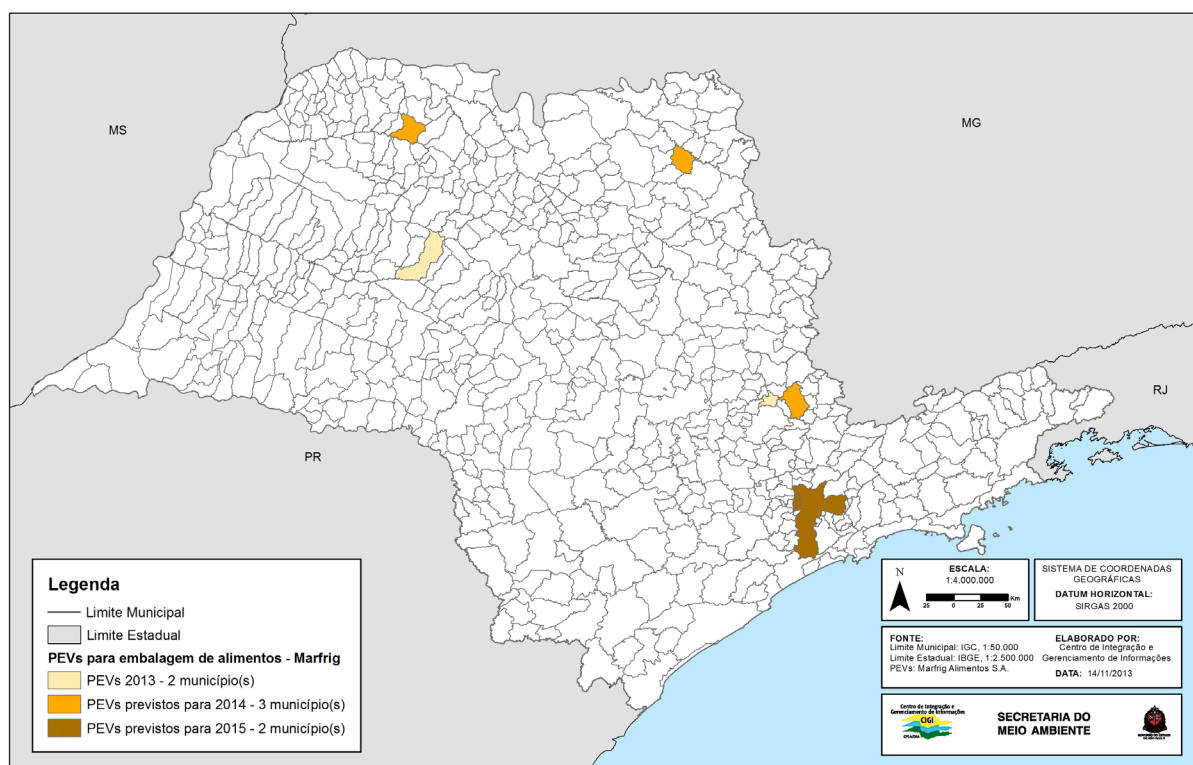 MS
MG
RJ
PR
Legenda
Limite Municipal
Limite Estadual
PEVs para embalagem de alimentos - Marfrig
PEVs 2013 - 2 município(s)
PEVs previstos para 2014 - 3 município(s)
PEVs previstos para 2015 - 2 município(s)
N
ESCALA:
1:4.000.000
25 0 25 50 Km
SISTEMA DE COORDENADAS
GEOGRÁFICAS
DATUM HORIZONTAL:
SIRGAS 2000
FONTE:
Limite Municipal: IGC, 1:50.000
Limite Estadual: IBGE, 1:2.500.000
PEVs: Marfrig Alimentos S.A.
ELABORADO POR:
Centro de Integração e
Gerenciamento de Informações
DATA: 14/11/2013
Centro de Integração e
Gerenciamento de Informações
CIGI
CPLA/SMA
SECRETARIA DO
MEIO AMBIENTE